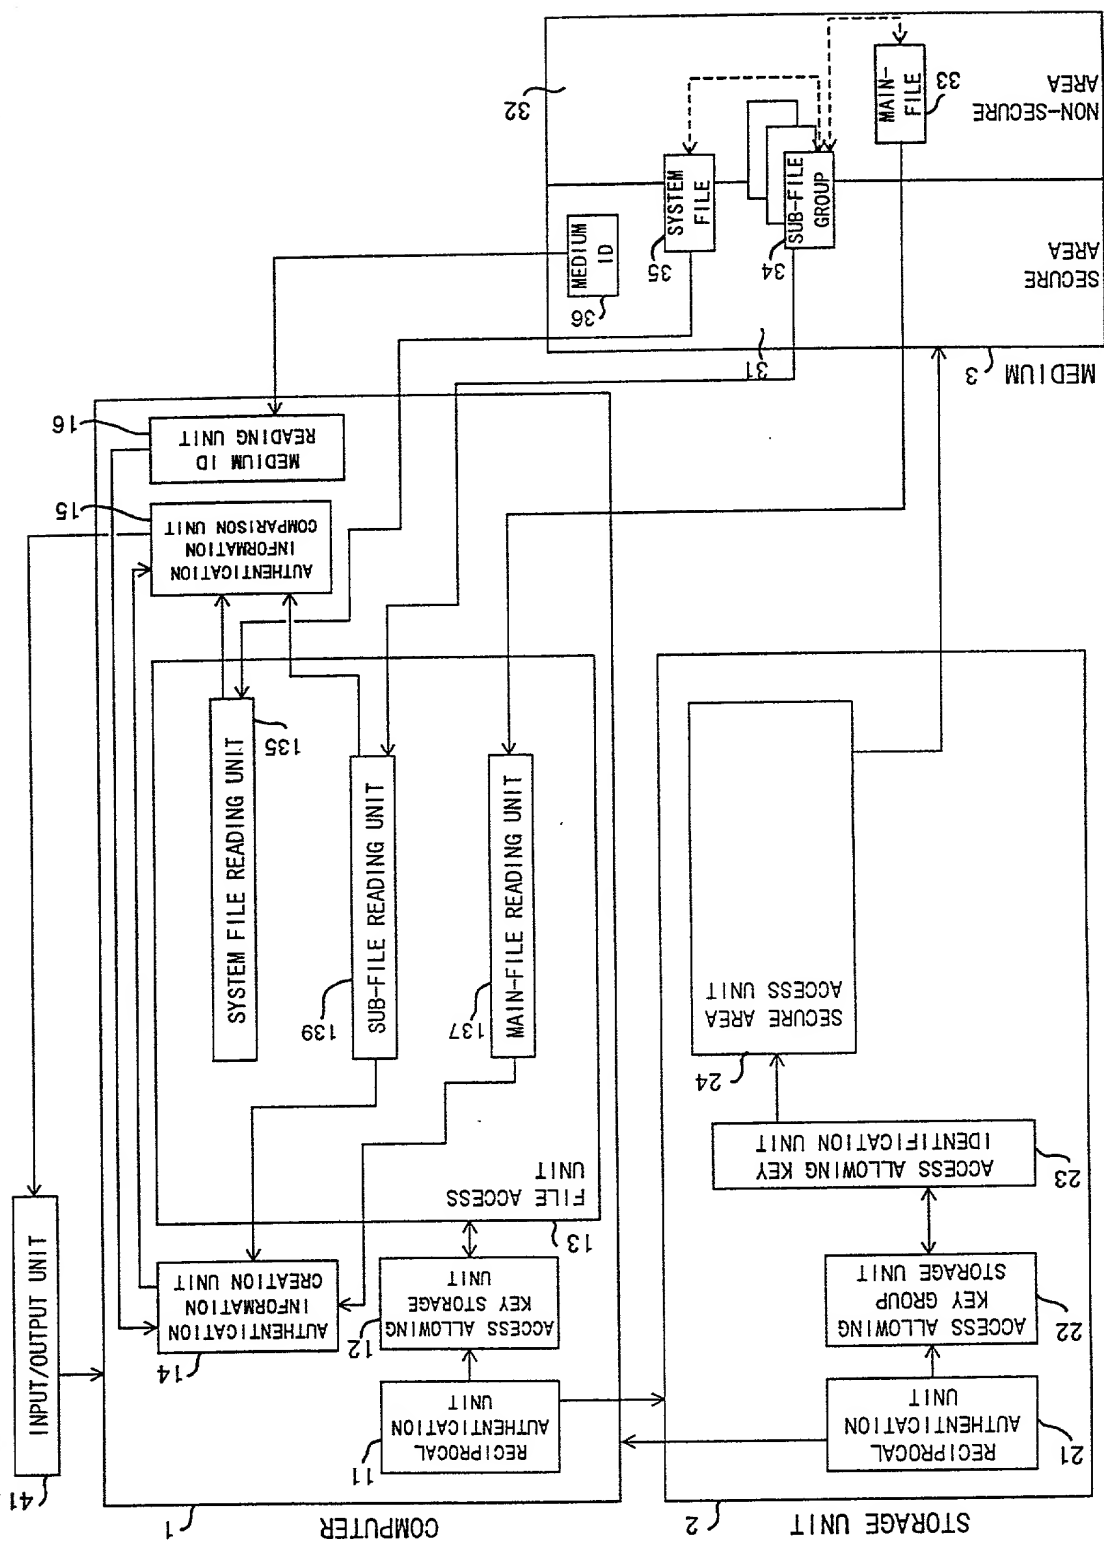 COMPUTER
1
RECIPROCAL
AUTHENTICATION
UNIT
11
ACCESS ALLOWING
KEY STORAGE
UNIT
12
FILE ACCESS
UNIT
13
AUTHENTICATION
INFORMATION
CREATION UNIT
14
AUTHENTICATION
INFORMATION
COMPARISON UNIT
15
MEDIUM ID
READING UNIT
16
SYSTEM FILE READING UNIT
135
SUB-FILE READING UNIT
139
MAIN-FILE READING UNIT
137
INPUT/OUTPUT UNIT
41
STORAGE UNIT
2
RECIPROCAL
AUTHENTICATION
UNIT
21
ACCESS ALLOWING
KEY GROUP
STORAGE UNIT
22
ACCESS ALLOWING KEY
IDENTIFICATION UNIT
23
SECURE AREA
ACCESS UNIT
24
MEDIUM
3
SECURE
AREA
31
NON-SECURE
AREA
32
MAIN-
FILE
33
SUB-FILE
GROUP
34
SYSTEM
FILE
35
MEDIUM
ID
36